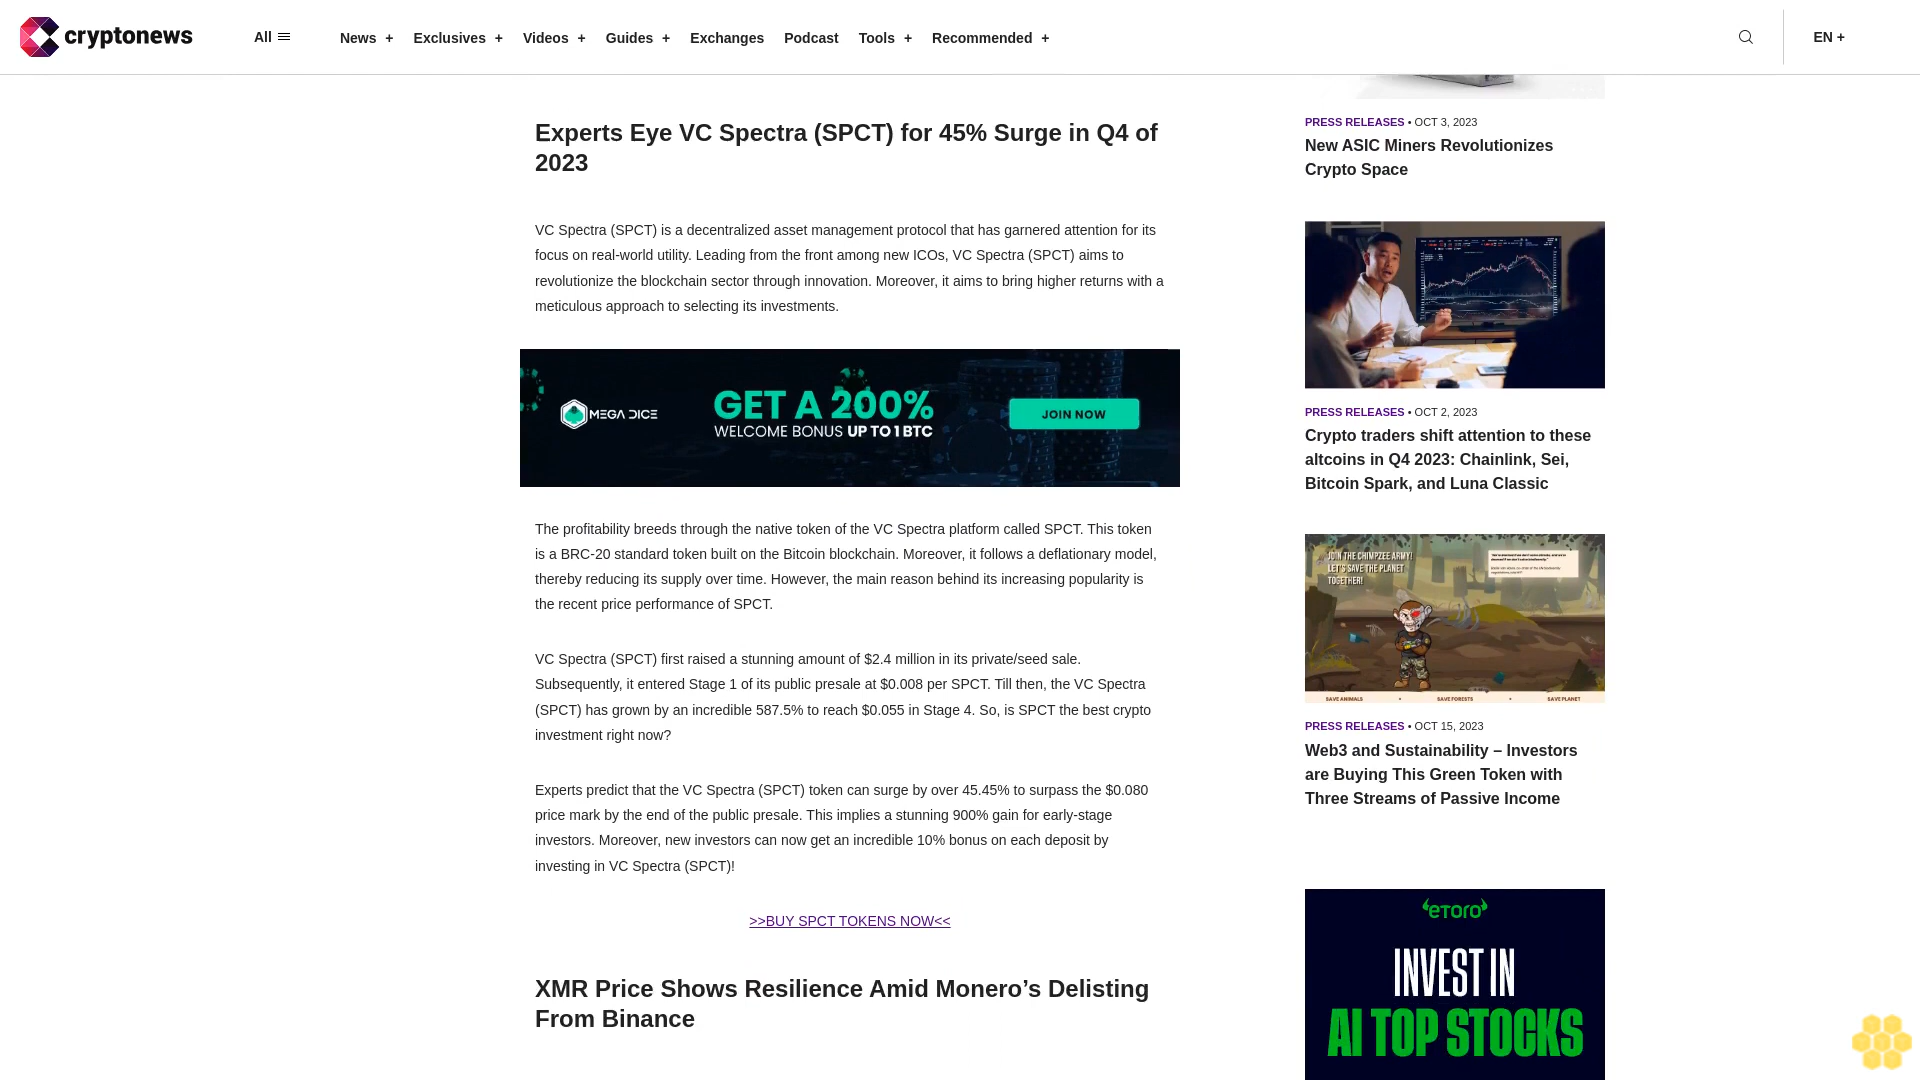 cryptonews
All
News +
Exclusives +
Videos +
Guides +
Exchanges
Podcast
Tools +
Recommended +
EN +
Experts Eye VC Spectra (SPCT) for 45% Surge in Q4 of
2023
VC Spectra (SPCT) is a decentralized asset management protocol that has garnered attention for its
focus on real-world utility. Leading from the front among new ICOs, VC Spectra (SPCT) aims to
revolutionize the blockchain sector through innovation. Moreover, it aims to bring higher returns with a
meticulous approach to selecting its investments.
MEGA DICE
GET A 200%
WELCOME BONUS UP TO 1 BTC
JOIN NOW
The profitability breeds through the native token of the VC Spectra platform called SPCT. This token
is a BRC-20 standard token built on the Bitcoin blockchain. Moreover, it follows a deflationary model,
thereby reducing its supply over time. However, the main reason behind its increasing popularity is
the recent price performance of SPCT.
VC Spectra (SPCT) first raised a stunning amount of $2.4 million in its private/seed sale.
Subsequently, it entered Stage 1 of its public presale at $0.008 per SPCT. Till then, the VC Spectra
(SPCT) has grown by an incredible 587.5% to reach $0.055 in Stage 4. So, is SPCT the best crypto
investment right now?
Experts predict that the VC Spectra (SPCT) token can surge by over 45.45% to surpass the $0.080
price mark by the end of the public presale. This implies a stunning 900% gain for early-stage
investors. Moreover, new investors can now get an incredible 10% bonus on each deposit by
investing in VC Spectra (SPCT)!
>>BUY SPCT TOKENS NOW<<
XMR Price Shows Resilience Amid Monero’s Delisting
From Binance
PRESS RELEASES • OCT 3, 2023
New ASIC Miners Revolutionizes
Crypto Space
PRESS RELEASES • OCT 2, 2023
Crypto traders shift attention to these
altcoins in Q4 2023: Chainlink, Sei,
Bitcoin Spark, and Luna Classic
JOIN THE CHIMPZEE ARMY!
LET'S SAVE THE PLANET
TOGETHER!
SAVE ANIMALS • SAVE FORESTS • SAVE PLANET
PRESS RELEASES • OCT 15, 2023
Web3 and Sustainability – Investors
are Buying This Green Token with
Three Streams of Passive Income
eToro
INVEST IN
AI TOP STOCKS